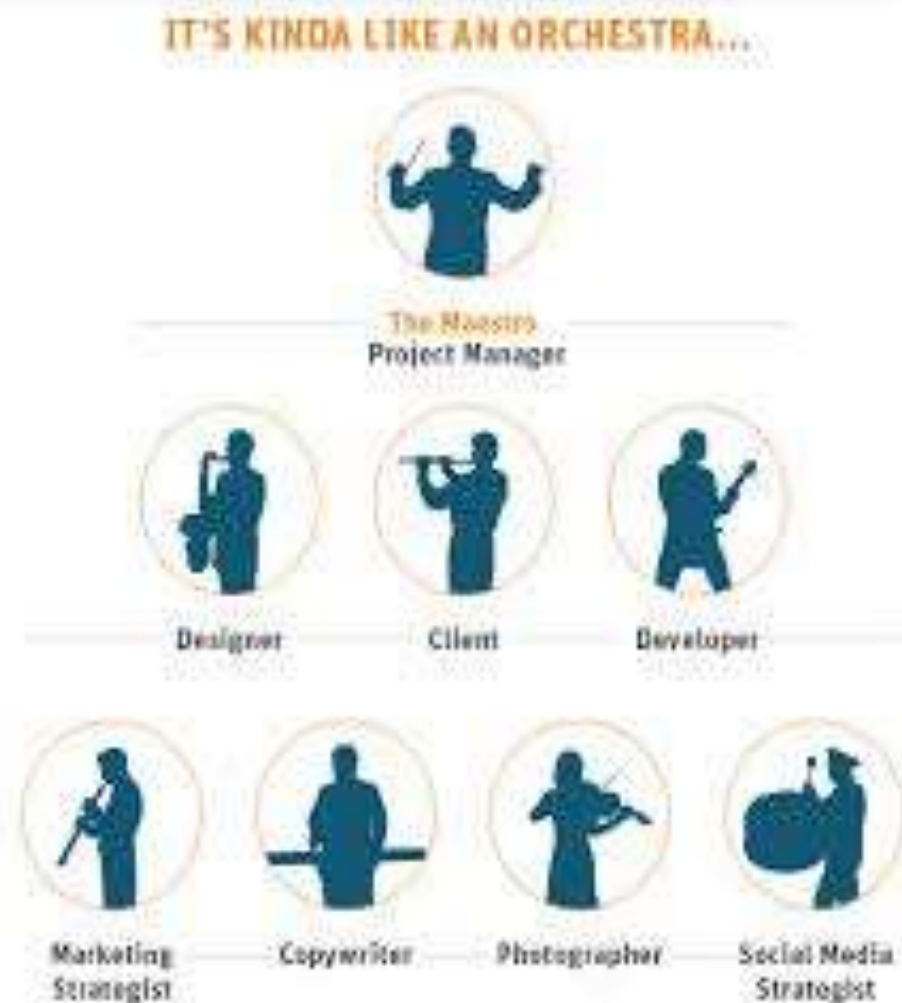 IT'S KINDA LIKE AN ORCHESTRA...
The Maestro
Project Manager
Designer
Client
Developer
Marketing
Strategist
Copywriter
Photographer
Social Media
Strategist